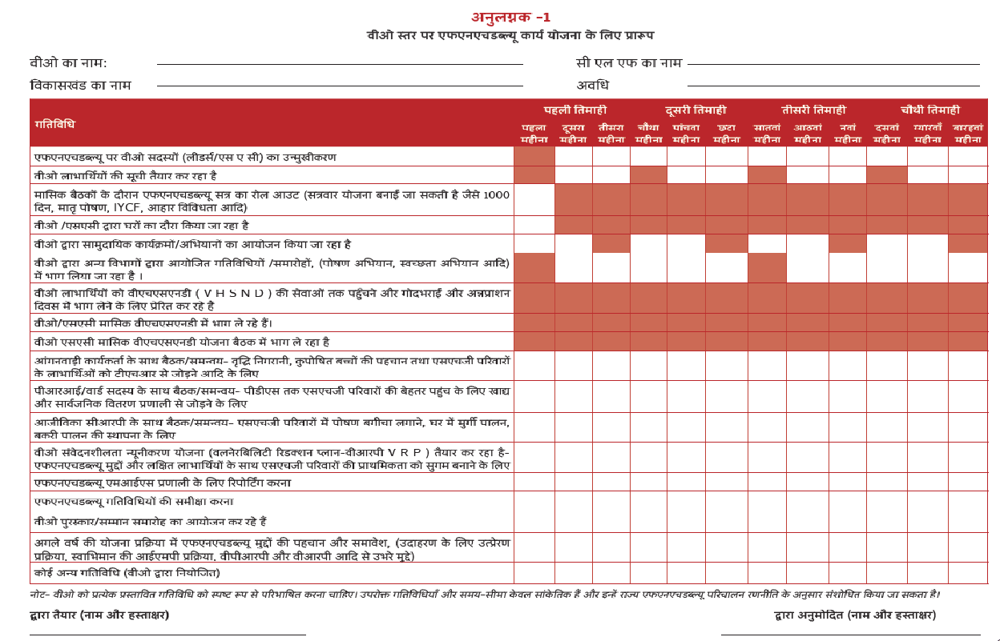 अनुलग्नक –1
वीओ स्तर पर एफएनएचडब्ल्यू कार्य योजना के लिए प्रारूप
वीओ का नाम: सी एल एफ का नाम
विकासखंड का नाम अवधि
गतिविधि
पहली तिमाही दूसरी तिमाही तीसरी तिमाही चौथी तिमाही
पहला दूसरा तीसरा चौथा पांचवा छटा सातवां आठवां नवां दसवां ग्यारवाँ बारहवां
महीना महीना महीना महीना महीना महीना महीना महीना महीना महीना महीना महीना
एफएनएचडब्ल्यू पर वीओ सदस्यों (लीडर्स/एस ए सी) का उन्मुखीकरण
वीओ लाभार्थियों की सूची तैयार कर रहा है
मासिक बैठकों के दौरान एफएनएचडब्ल्यू सत्र का रोल आउट (सत्रवार योजना बनाई जा सकती है जैसे 1000
दिन, मातृ पोषण, IYCF, आहार विविधता आदि)
वीओ /एसएसी द्वारा घरों का दौरा किया जा रहा है
वीओ द्वारा सामुदायिक कार्यक्रमों/अभियानों का आयोजन किया जा रहा है
वीओ द्वारा अन्य विभागों द्वारा आयोजित गतिविधियों /समारोहों, (पोषण अभियान, स्वच्छता अभियान आदि)
में भाग लिया जा रहा है ।
वीओ लाभार्थियों को वीएचएसएनडी ( V H S N D ) की सेवाओं तक पहुँचने और गोदभराई और अन्नप्राशन
दिवस में भाग लेने के लिए प्रेरित कर रहे है
वीओ/एसएसी मासिक वीएचएसएनडी में भाग ले रहे हैं।
वीओ एसएसी मासिक वीएचएसएनडी योजना बैठक में भाग ले रहा है
आंगनवाड़ी कार्यकर्ता के साथ बैठक/समन्वय– वृद्धि निगरानी, कुपोषित बच्चों की पहचान तथा एसएचजी परिवारों
के लाभार्थिओं को टीएचआर से जोड़ने आदि के लिए
पीआरआई/वार्ड सदस्य के साथ बैठक/समन्वय– पीडीएस तक एसएचजी परिवारों की बेहतर पहुंच के लिए खाद्य
और सार्वजनिक वितरण प्रणाली से जोड़ने के लिए
आजीविका सीआरपी के साथ बैठक/समन्वय– एसएचजी परिवारों में पोषण बगीचा लगाने, घर में मुर्गी पालन,
बकरी पालन की स्थापना के लिए
वीओ संवेदनशीलता न्यूनीकरण योजना (वलनेरबिलिटी रिडक्शन प्लान–वीआरपी V R P ) तैयार कर रहा है–
एफएनएचडब्ल्यू मुद्दों और लक्षित लाभार्थियों के साथ एसएचजी परिवारों की प्राथमिकता को सुगम बनाने के लिए
एफएनएचडब्ल्यू एमआईएस प्रणाली के लिए रिपोर्टिंग करना
एफएनएचडब्ल्यू गतिविधियों की समीक्षा करना
वीओ पुरस्कार/सम्मान समारोह का आयोजन कर रहे हैं
अगले वर्ष की योजना प्रक्रिया में एफएनएचडब्ल्यू मुद्दों की पहचान और समावेश, (उदाहरण के लिए उत्प्रेरण
प्रक्रिया, स्वाभिमान की आईएमपी प्रक्रिया, वीपीआरपी और वीआरपी आदि से उभरे मुद्दे)
कोई अन्य गतिविधि (वीओ द्वारा नियोजित)
नोट– वीओ को प्रत्येक प्रस्तावित गतिविधि को स्पष्ट रूप से परिभाषित करना चाहिए। उपरोक्त गतिविधियाँ और समय–सीमा केवल सांकेतिक हैं और इन्हें राज्य एफएनएचडब्ल्यू परिचालन रणनीति के अनुसार संशोधित किया जा सकता है।
द्वारा तैयार (नाम और हस्ताक्षर) द्वारा अनुमोदित (नाम और हस्ताक्षर)